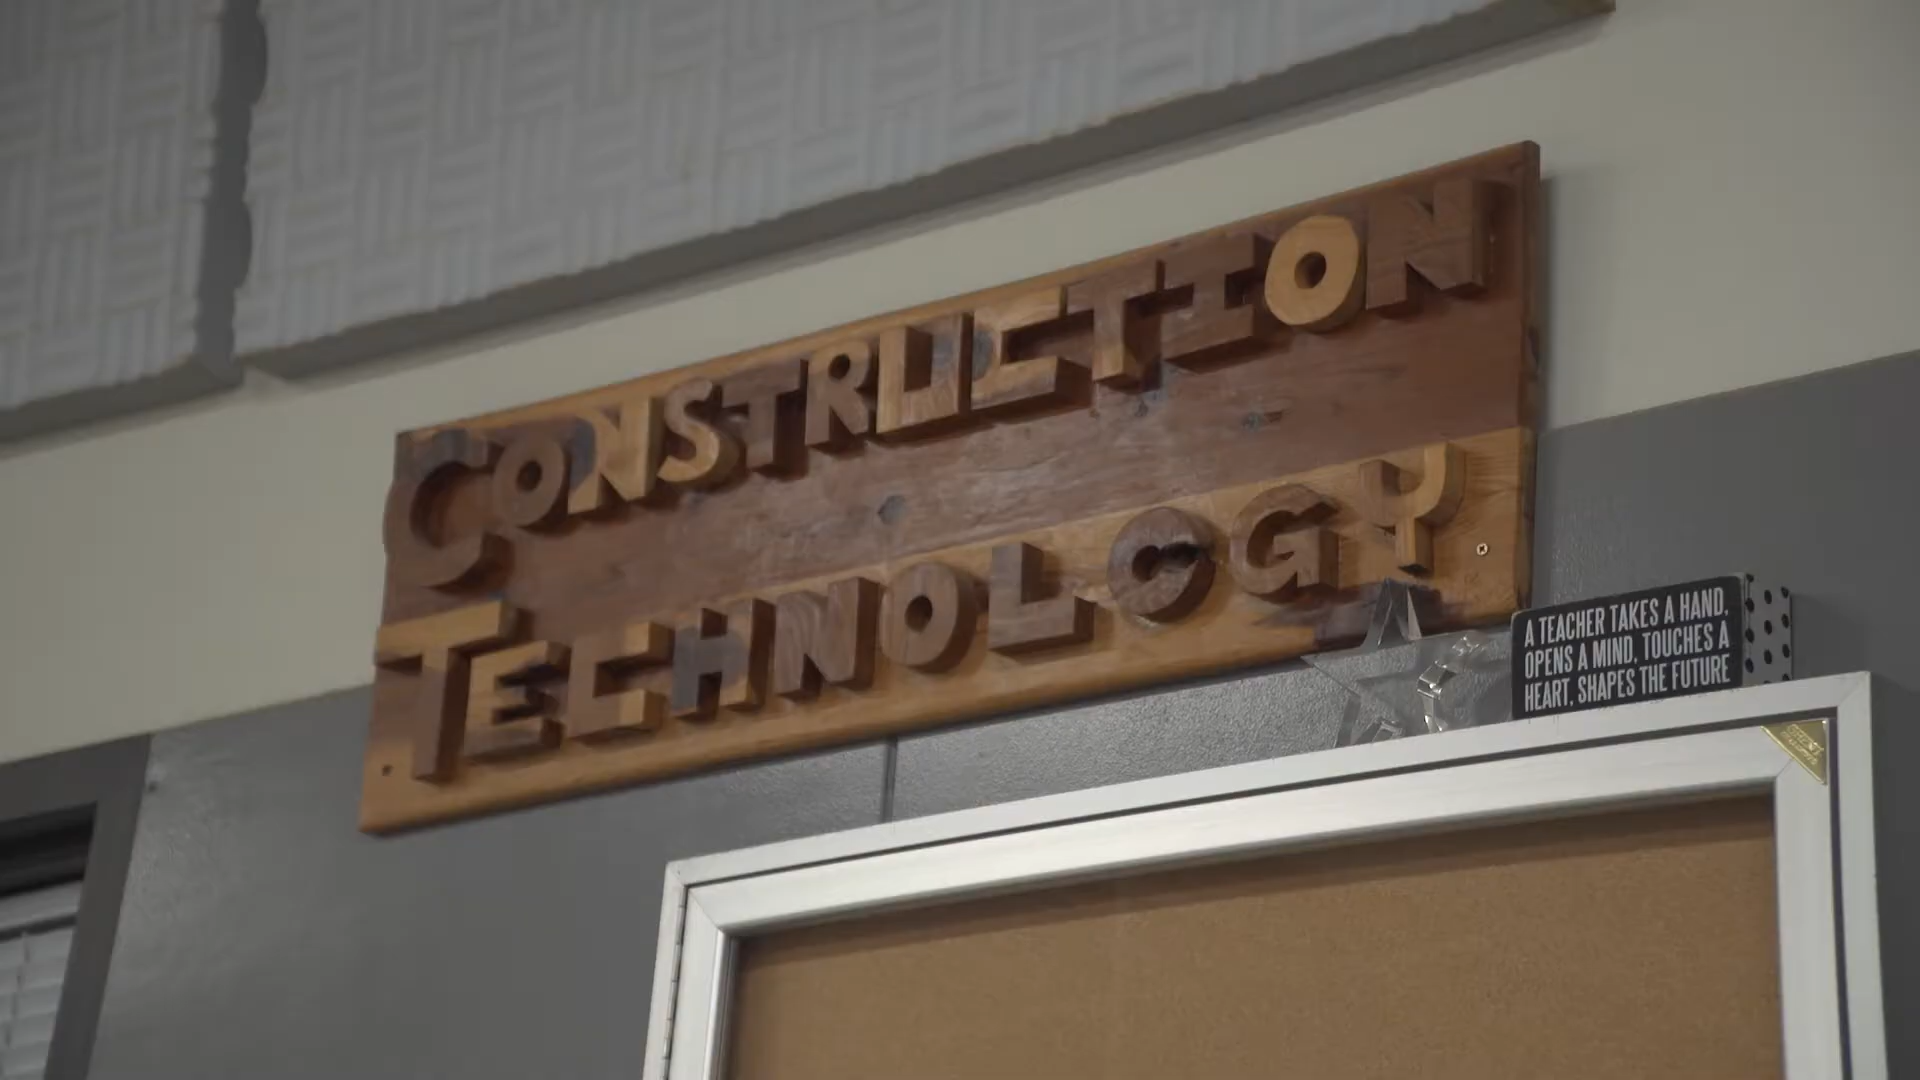 CONSTRUCTION
TECHNOLOGY
A TEACHER TAKES A HAND,
OPENS A MIND, TOUCHES A
HEART, SHAPES THE FUTURE